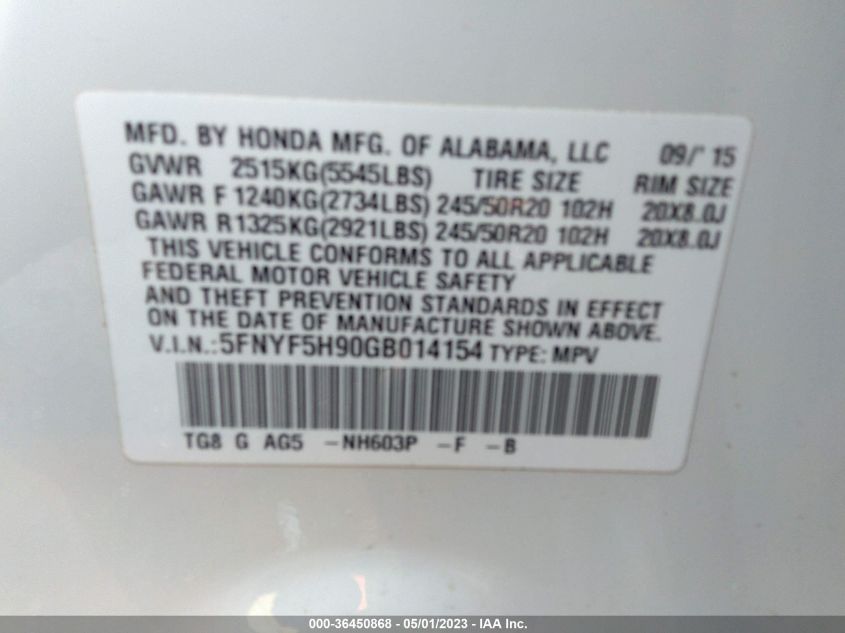 MFD. BY HONDA MFG. OF ALABAMA, LLC 09/ 15
GVWR 2515KG(5545LBS) TIRE SIZE RIM SIZE
GAWR F 1240KG(2734LBS) 245/50R20 102H 20X8.0J
GAWR R 1325KG(2921LBS) 245/50R20 102H 20X8.0J
THIS VEHICLE CONFORMS TO ALL APPLICABLE
FEDERAL MOTOR VEHICLE SAFETY
AND THEFT PREVENTION STANDARDS IN EFFECT
ON THE DATE OF MANUFACTURE SHOWN ABOVE.
V.I.N.:5FNYF5H90GB014154 TYPE: MPV
TG8 G AG5 -NH603P -F -B
000-36450868 - 05/01/2023 - IAA Inc.